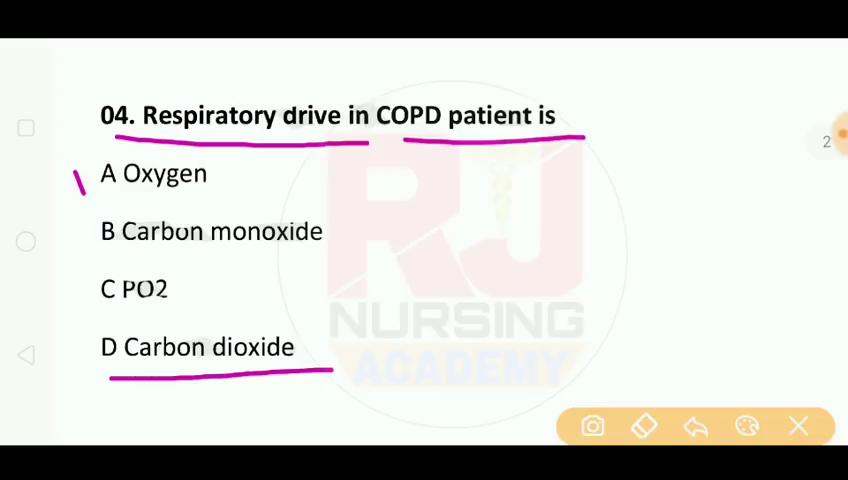 04. Respiratory drive in COPD patient is
2
A Oxygen
B Carbon monoxide
C PO2
D Carbon dioxide
RJ
NURSING
ACADEMY